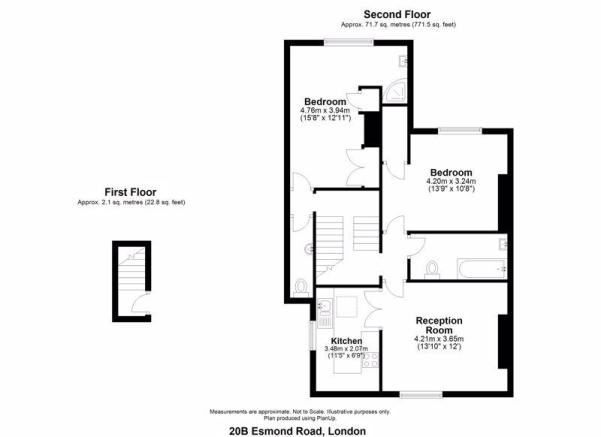 Second Floor
Approx. 71.7 sq. metres (771.5 sq. feet)
Bedroom
4.76m x 3.94m
(15'8" x 12'11")
Bedroom
4.20m x 3.24m
(13'9" x 10'8")
First Floor
Approx. 2.1 sq. metres (22.8 sq. feet)
Reception
Room
4.21m x 3.65m
(13'10" x 12')
Kitchen
3.48m x 2.07m
(11'5" x 6'9")
Measurements are approximate. Not to Scale. Illustrative purposes only.
Plan produced using PlanUp.
20B Esmond Road, London